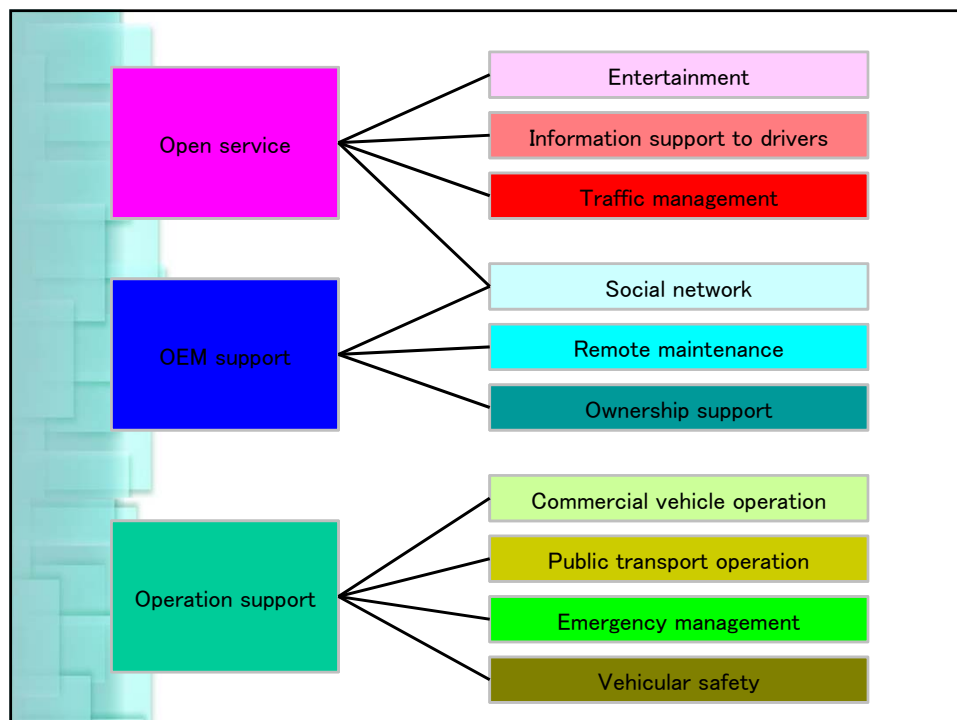 Open service
Entertainment
Information support to drivers
Traffic management
OEM support
Social network
Remote maintenance
Ownership support
Operation support
Commercial vehicle operation
Public transport operation
Emergency management
Vehicular safety